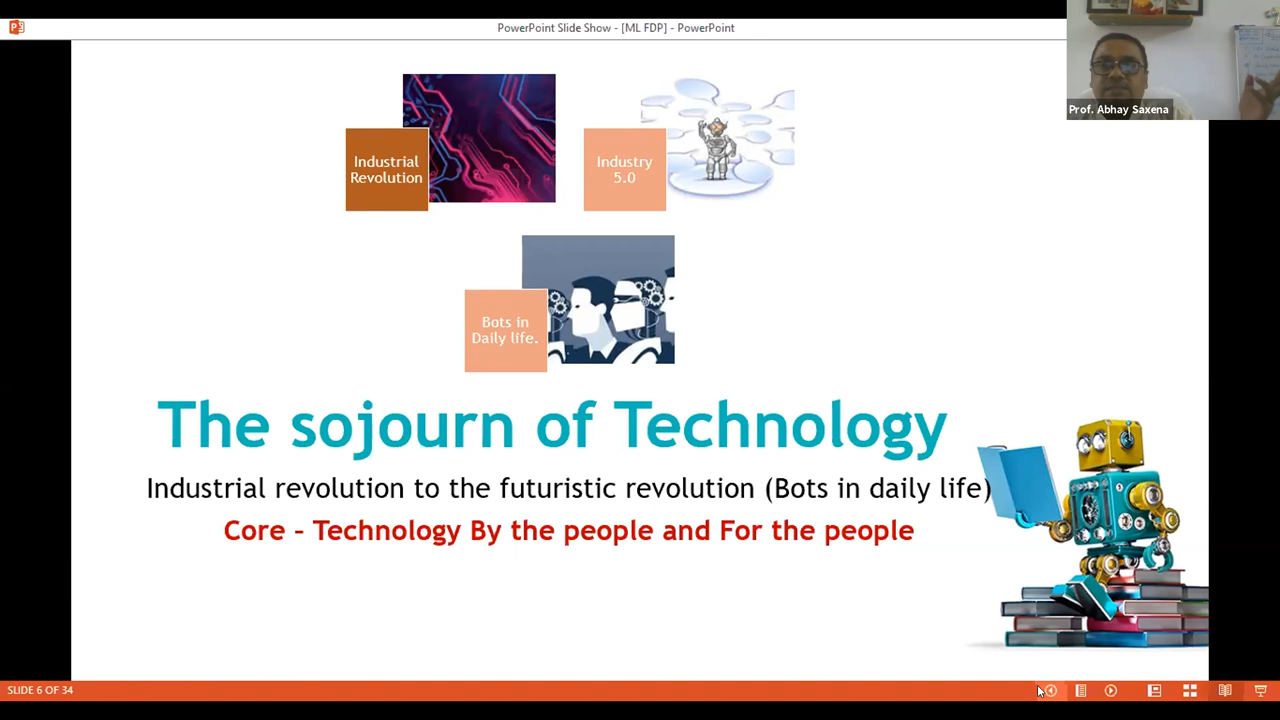 PowerPoint Slide Show - [ML FDP] - PowerPoint
Prof. Abhay Saxena
Industrial
Revolution
Industry
5.0
Bots in
Daily life.
The sojourn of Technology
Industrial revolution to the futuristic revolution (Bots in daily life)
Core – Technology By the people and For the people
SLIDE 6 OF 34